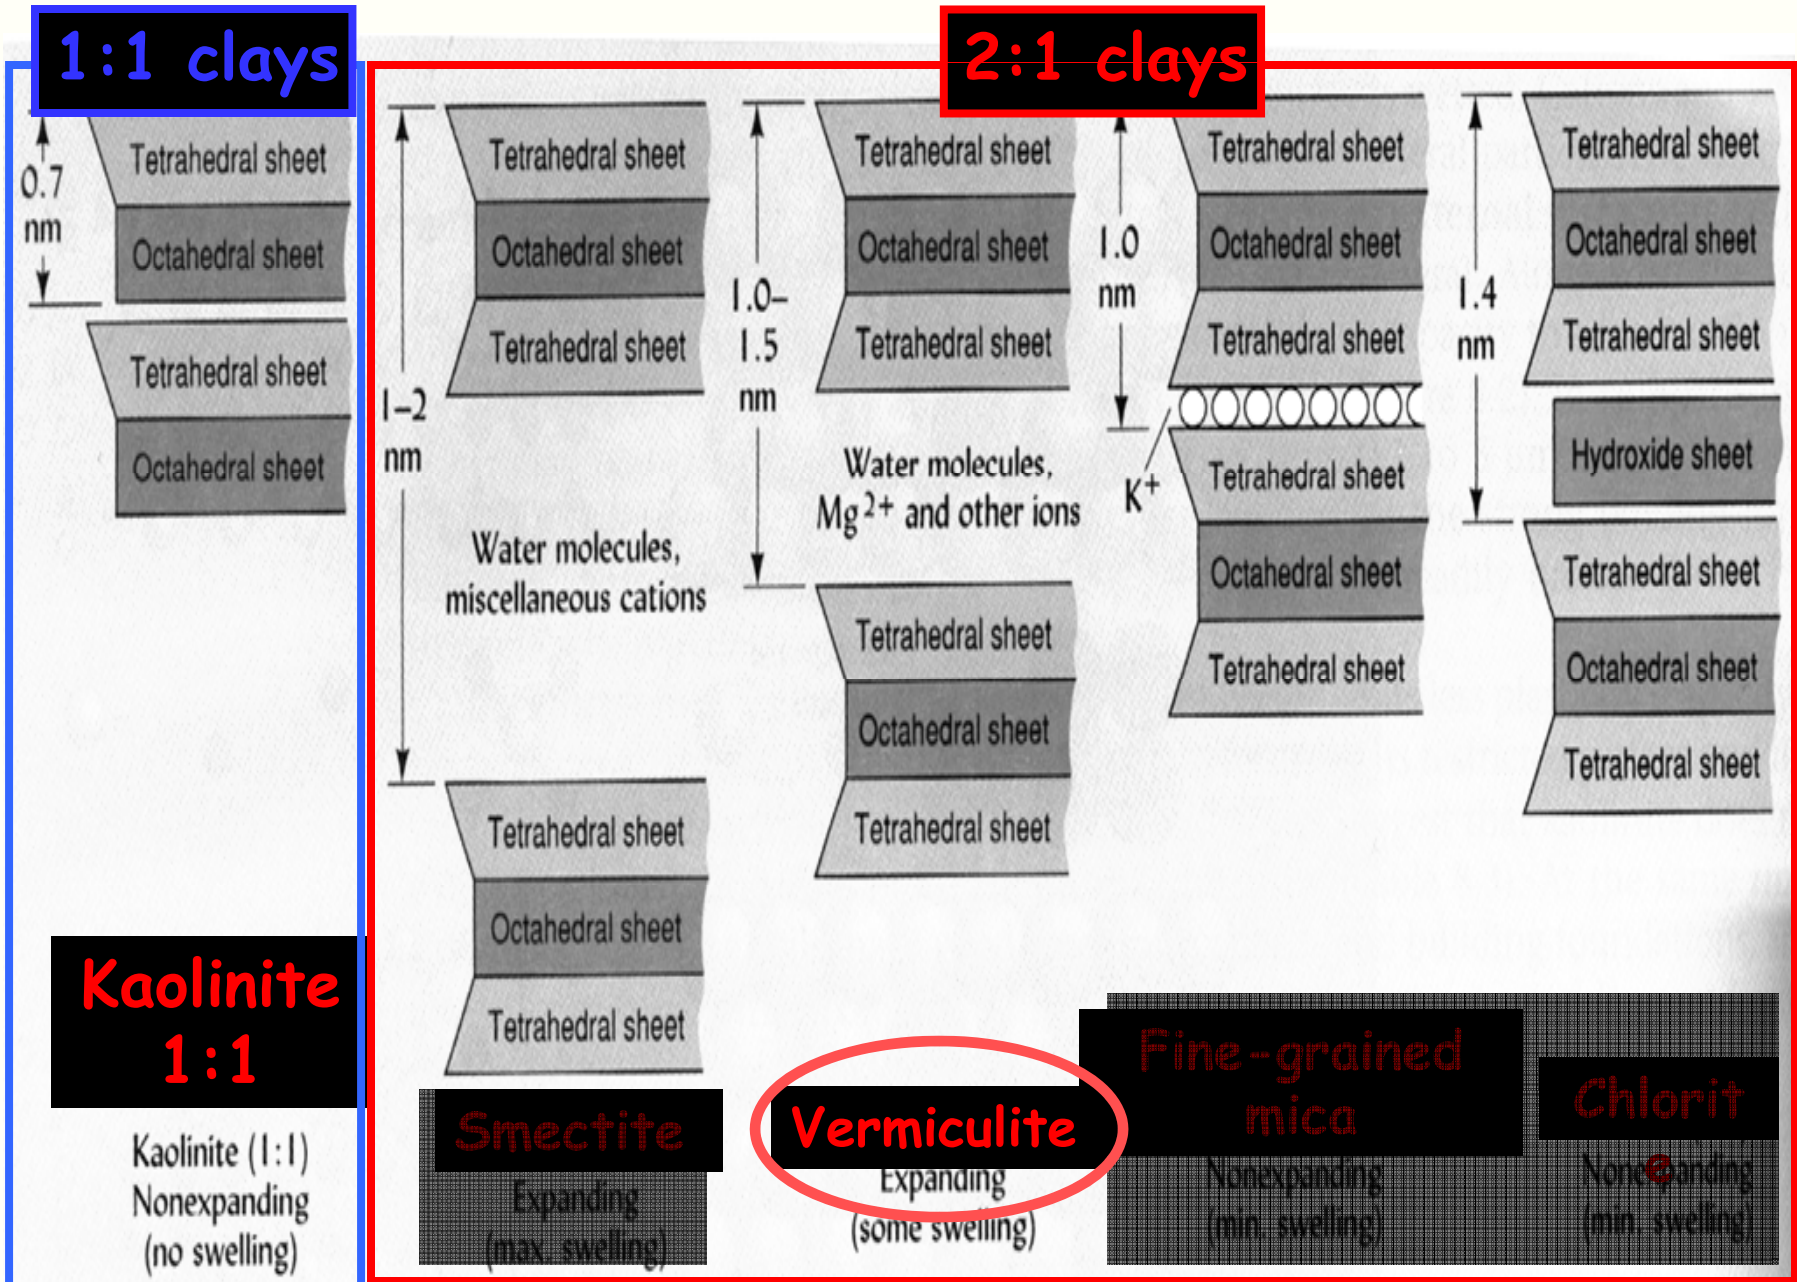 1:1 clays
2:1 clays
0.7
nm
Tetrahedral sheet
Octahedral sheet
Tetrahedral sheet
Octahedral sheet
Kaolinite
1:1
Kaolinite (1:1)
Nonexpanding
(no swelling)
1–2
nm
Tetrahedral sheet
Octahedral sheet
Tetrahedral sheet
Water molecules,
miscellaneous cations
Tetrahedral sheet
Octahedral sheet
Tetrahedral sheet
Smectite
Expanding
(max. swelling)
1.0–
1.5
nm
Tetrahedral sheet
Octahedral sheet
Tetrahedral sheet
Water molecules,
Mg2+ and other ions
Tetrahedral sheet
Octahedral sheet
Tetrahedral sheet
Vermiculite
Expanding
(some swelling)
1.0
nm
Tetrahedral sheet
Octahedral sheet
Tetrahedral sheet
K+
Tetrahedral sheet
Octahedral sheet
Tetrahedral sheet
Fine-grained
mica
Nonexpanding
(min. swelling)
1.4
nm
Tetrahedral sheet
Octahedral sheet
Tetrahedral sheet
Hydroxide sheet
Tetrahedral sheet
Octahedral sheet
Tetrahedral sheet
Chlorit
e
Nonexpanding
(min. swelling)